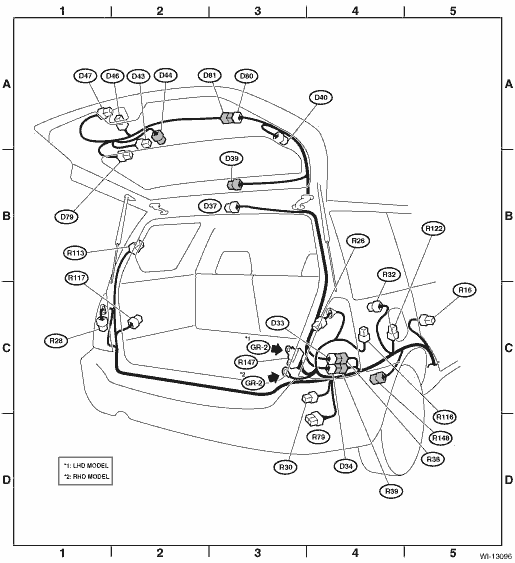 1 2 3 4 5
D47 D46 D43 D44 D81 D80
A A
D40
D39
D79 D37
B B
R122
R113 R26
R32
R117 R16
D33
*1
GR-2
R28 R147
C C
*2
GR-2
R116
R79 R148
R30 D34 R38
R39
D D
*1: LHD MODEL
*2: RHD MODEL
1 2 3 4 5
WI-13096